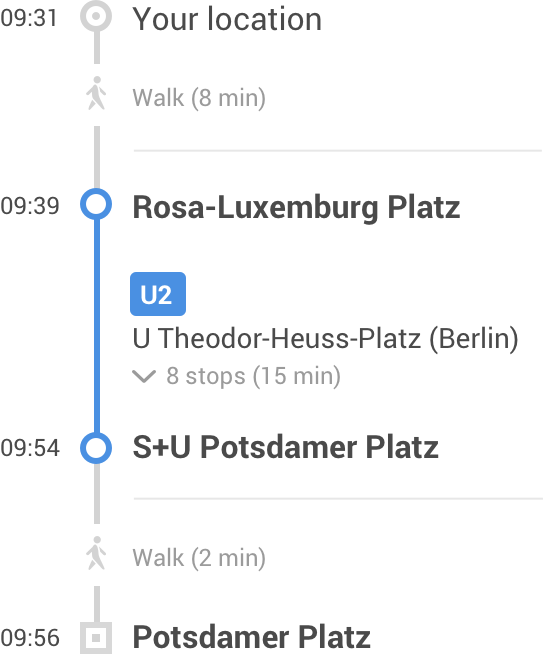 09:31 Your location
Walk (8 min)
09:39 Rosa-Luxemburg Platz
U2
U Theodor-Heuss-Platz (Berlin)
8 stops (15 min)
09:54 S+U Potsdamer Platz
Walk (2 min)
09:56 Potsdamer Platz